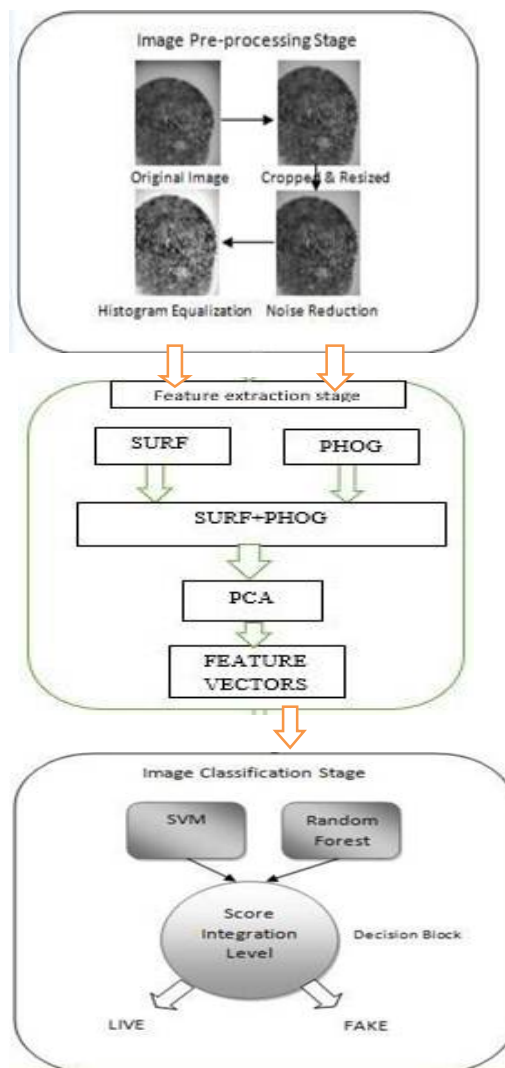 Image Pre-processing Stage
Original Image
Cropped & Resized
Histogram Equalization
Noise Reduction
Feature extraction stage
SURF
PHOG
SURF+PHOG
PCA
FEATURE
VECTORS
Image Classification Stage
SVM
Random
Forest
Score
Integration
Level
Decision Block
LIVE
FAKE